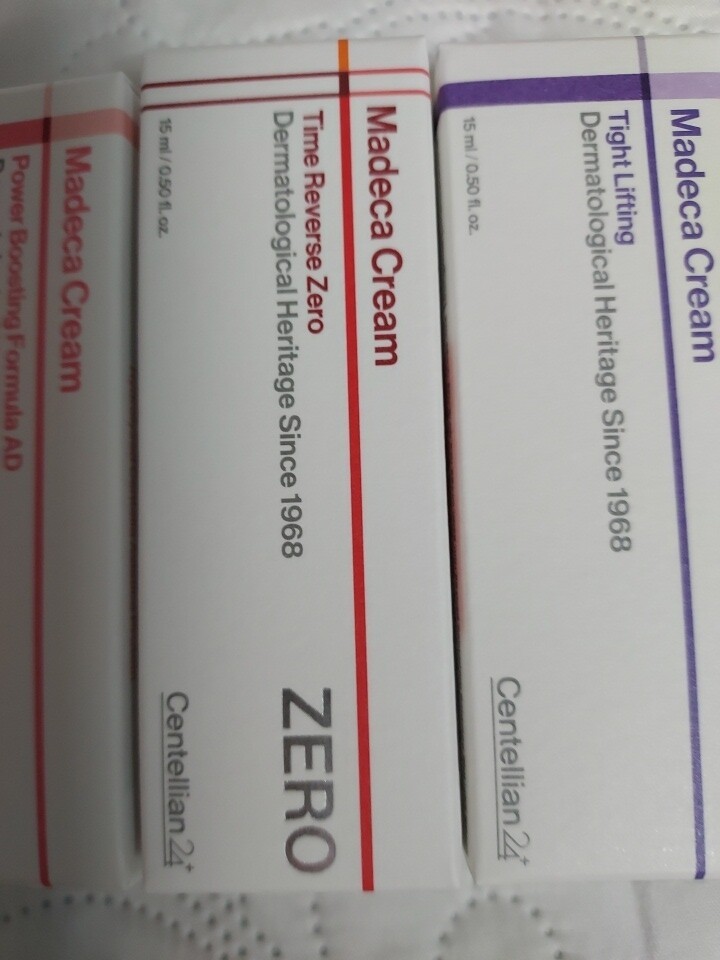 Madeca Cream
Tight Lifting
Dermatological Heritage Since 1968
15 ml / 0.50 fl. oz.
Centellian 24+
Madeca Cream
Time Reverse Zero
Dermatological Heritage Since 1968
15 ml / 0.50 fl. oz.
ZERO
Centellian 24+
Madeca Cream
Power Boosting Formula AD